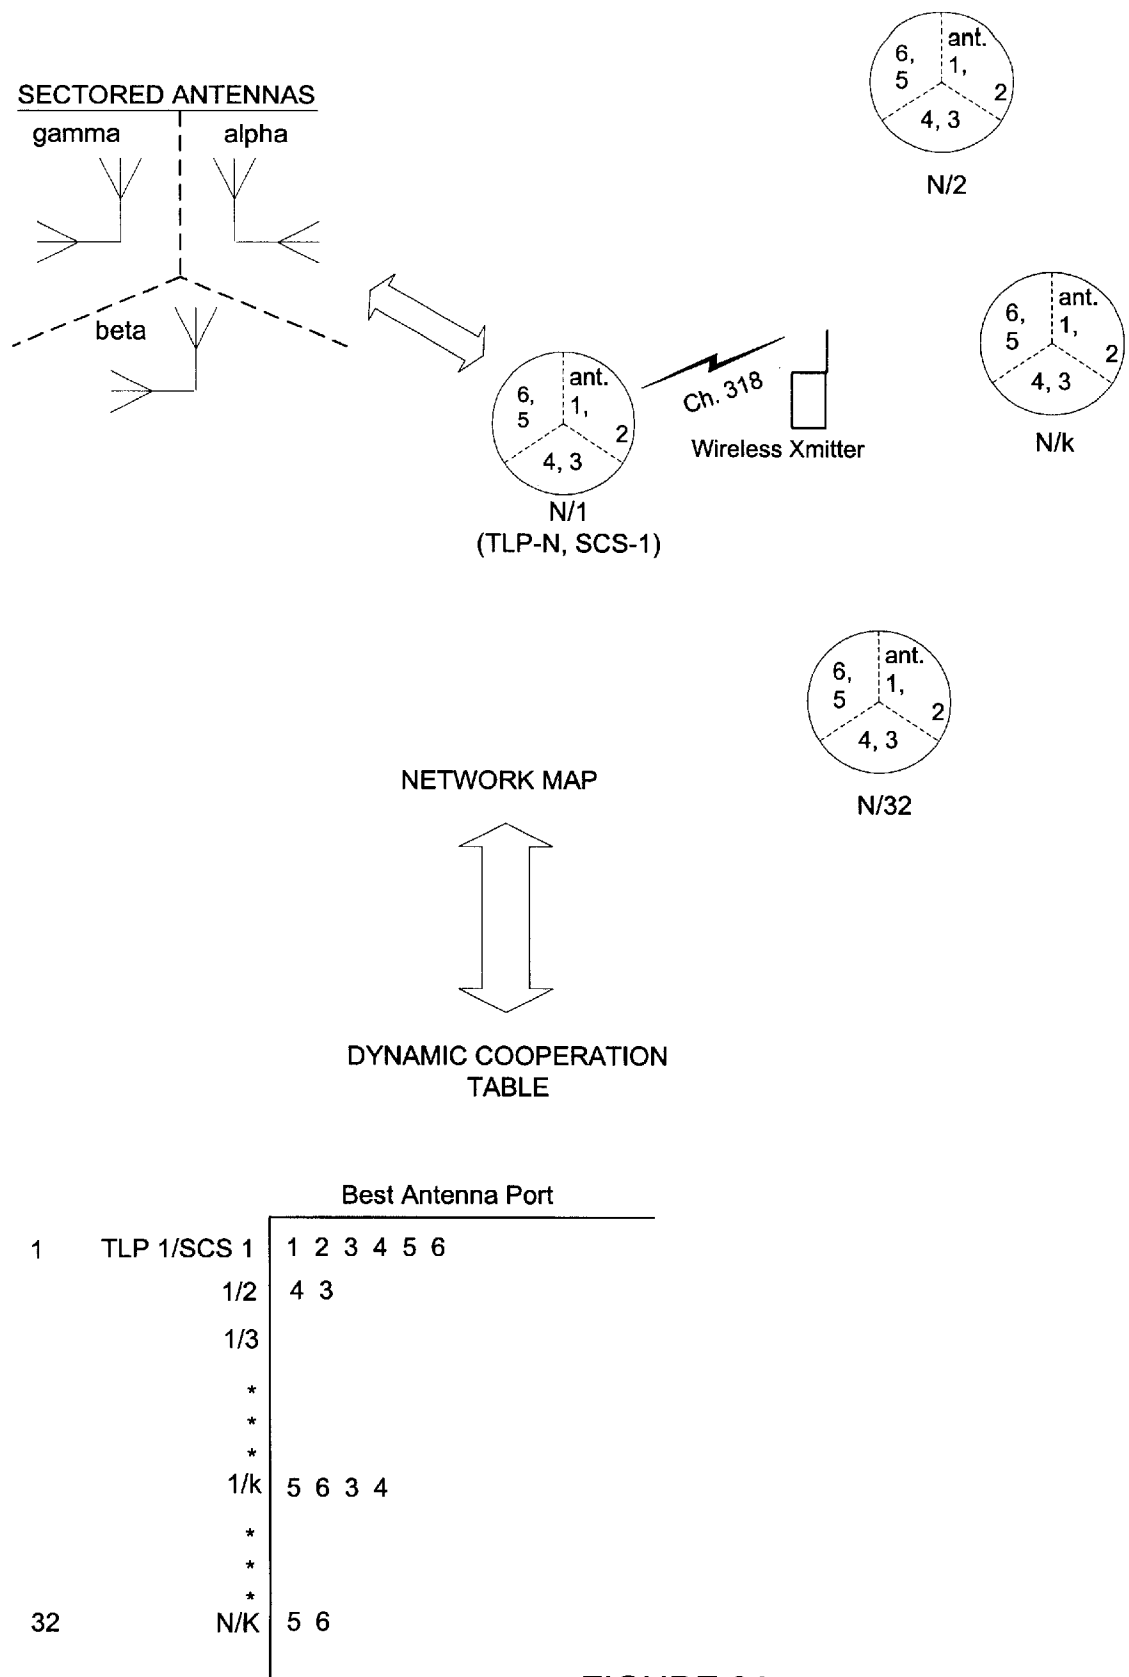 SECTORED ANTENNAS
gamma
alpha
beta
6,
5
ant.
1,
2
4, 3
N/2
6,
5
ant.
1,
2
4, 3
N/k
6,
5
ant.
1,
2
4, 3
N/1
(TLP-N, SCS-1)
Ch. 318
Wireless Xmitter
6,
5
ant.
1,
2
4, 3
N/32
NETWORK MAP
DYNAMIC COOPERATION
TABLE
Best Antenna Port
1 TLP 1/SCS 1 1 2 3 4 5 6
1/2 4 3
1/3
*
*
*
1/k 5 6 3 4
*
*
*
32 N/K 5 6